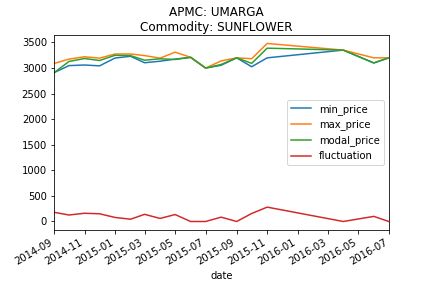 APMC: UMARGA
Commodity: SUNFLOWER
3500
3000
2500
2000
1500
1000
500
0
min_price
max_price
modal_price
fluctuation
2014-09
2014-11
2015-01
2015-03
2015-05
2015-07
2015-09
2015-11
2016-01
2016-03
2016-05
2016-07
date